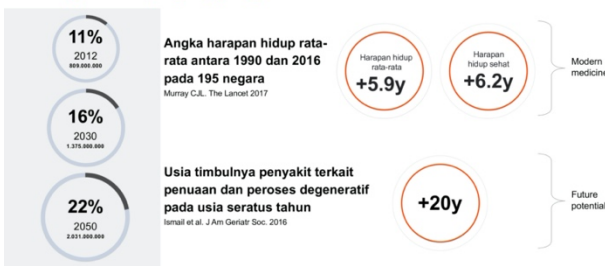 11%
2012
809.000.000
16%
2030
1.375.000.000
22%
2050
2.031.000.000
Angka harapan hidup rata-
rata antara 1990 dan 2016
pada 195 negara
Murray CJL. The Lancet 2017
Harapan hidup
rata-rata
+5.9y
Harapan
hidup sehat
+6.2y
Modern
medicine
Usia timbulnya penyakit terkait
penuaan dan peroses degeneratif
pada usia seratus tahun
Ismail et al. J Am Geriatr Soc. 2016
+20y
Future
potential